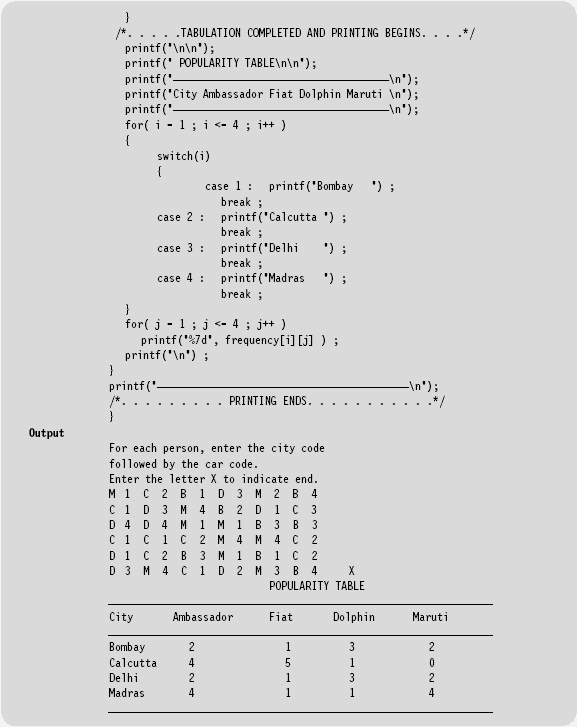 }
/*. . . . .TABULATION COMPLETED AND PRINTING BEGINS. . . .*/
printf("\n\n");
printf(" POPULARITY TABLE\n\n");
printf("————————————————————\n");
printf("City Ambassador Fiat Dolphin Maruti \n");
printf("————————————————————\n");
for( i = 1 ; i <= 4 ; i++ )
{
switch(i)
{
case 1 : printf("Bombay ") ;
break ;
case 2 : printf("Calcutta ") ;
break ;
case 3 : printf("Delhi ") ;
break ;
case 4 : printf("Madras ") ;
break ;
}
for( j = 1 ; j <= 4 ; j++ )
printf("%7d", frequency[i][j] ) ;
printf("\n") ;
}
printf("————————————————————————\n");
/*. . . . . . . . . PRINTING ENDS. . . . . . . . . . .*/
}
Output
For each person, enter the city code
followed by the car code.
Enter the letter X to indicate end.
M 1 C 2 B 1 D 3 M 2 B 4
C 1 D 3 M 4 B 2 D 1 C 3
D 4 D 4 M 1 M 1 B 3 B 3
C 1 C 1 C 2 M 4 M 4 C 2
D 1 C 2 B 3 M 1 B 1 C 2
D 3 M 4 C 1 D 2 M 3 B 4 X
POPULARITY TABLE
City Ambassador Fiat Dolphin Maruti
Bombay 2 1 3 2
Calcutta 4 5 1 0
Delhi 2 1 3 2
Madras 4 1 1 4